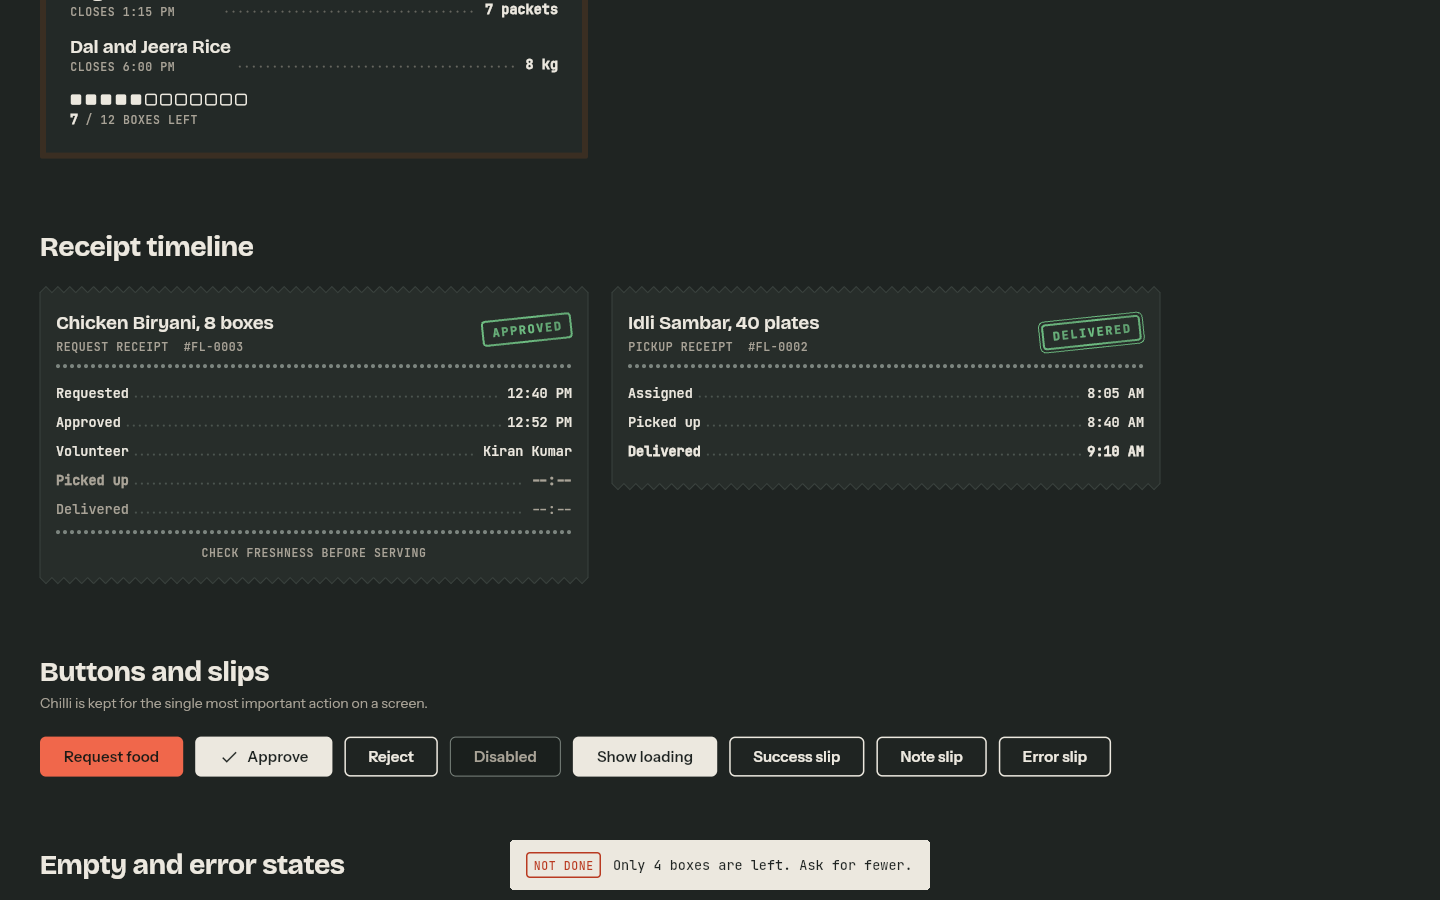 CLOSES 1:15 PM 7 packets
Dal and Jeera Rice
CLOSES 6:00 PM 8 kg
7 / 12 BOXES LEFT
Receipt timeline
Chicken Biryani, 8 boxes
APPROVED
REQUEST RECEIPT #FL-0003
Requested 12:40 PM
Approved 12:52 PM
Volunteer Kiran Kumar
Picked up --:--
Delivered --:--
CHECK FRESHNESS BEFORE SERVING
Idli Sambar, 40 plates
DELIVERED
PICKUP RECEIPT #FL-0002
Assigned 8:05 AM
Picked up 8:40 AM
Delivered 9:10 AM
Buttons and slips
Chilli is kept for the single most important action on a screen.
Request food Approve Reject Disabled Show loading Success slip Note slip Error slip
Empty and error states
NOT DONE Only 4 boxes are left. Ask for fewer.